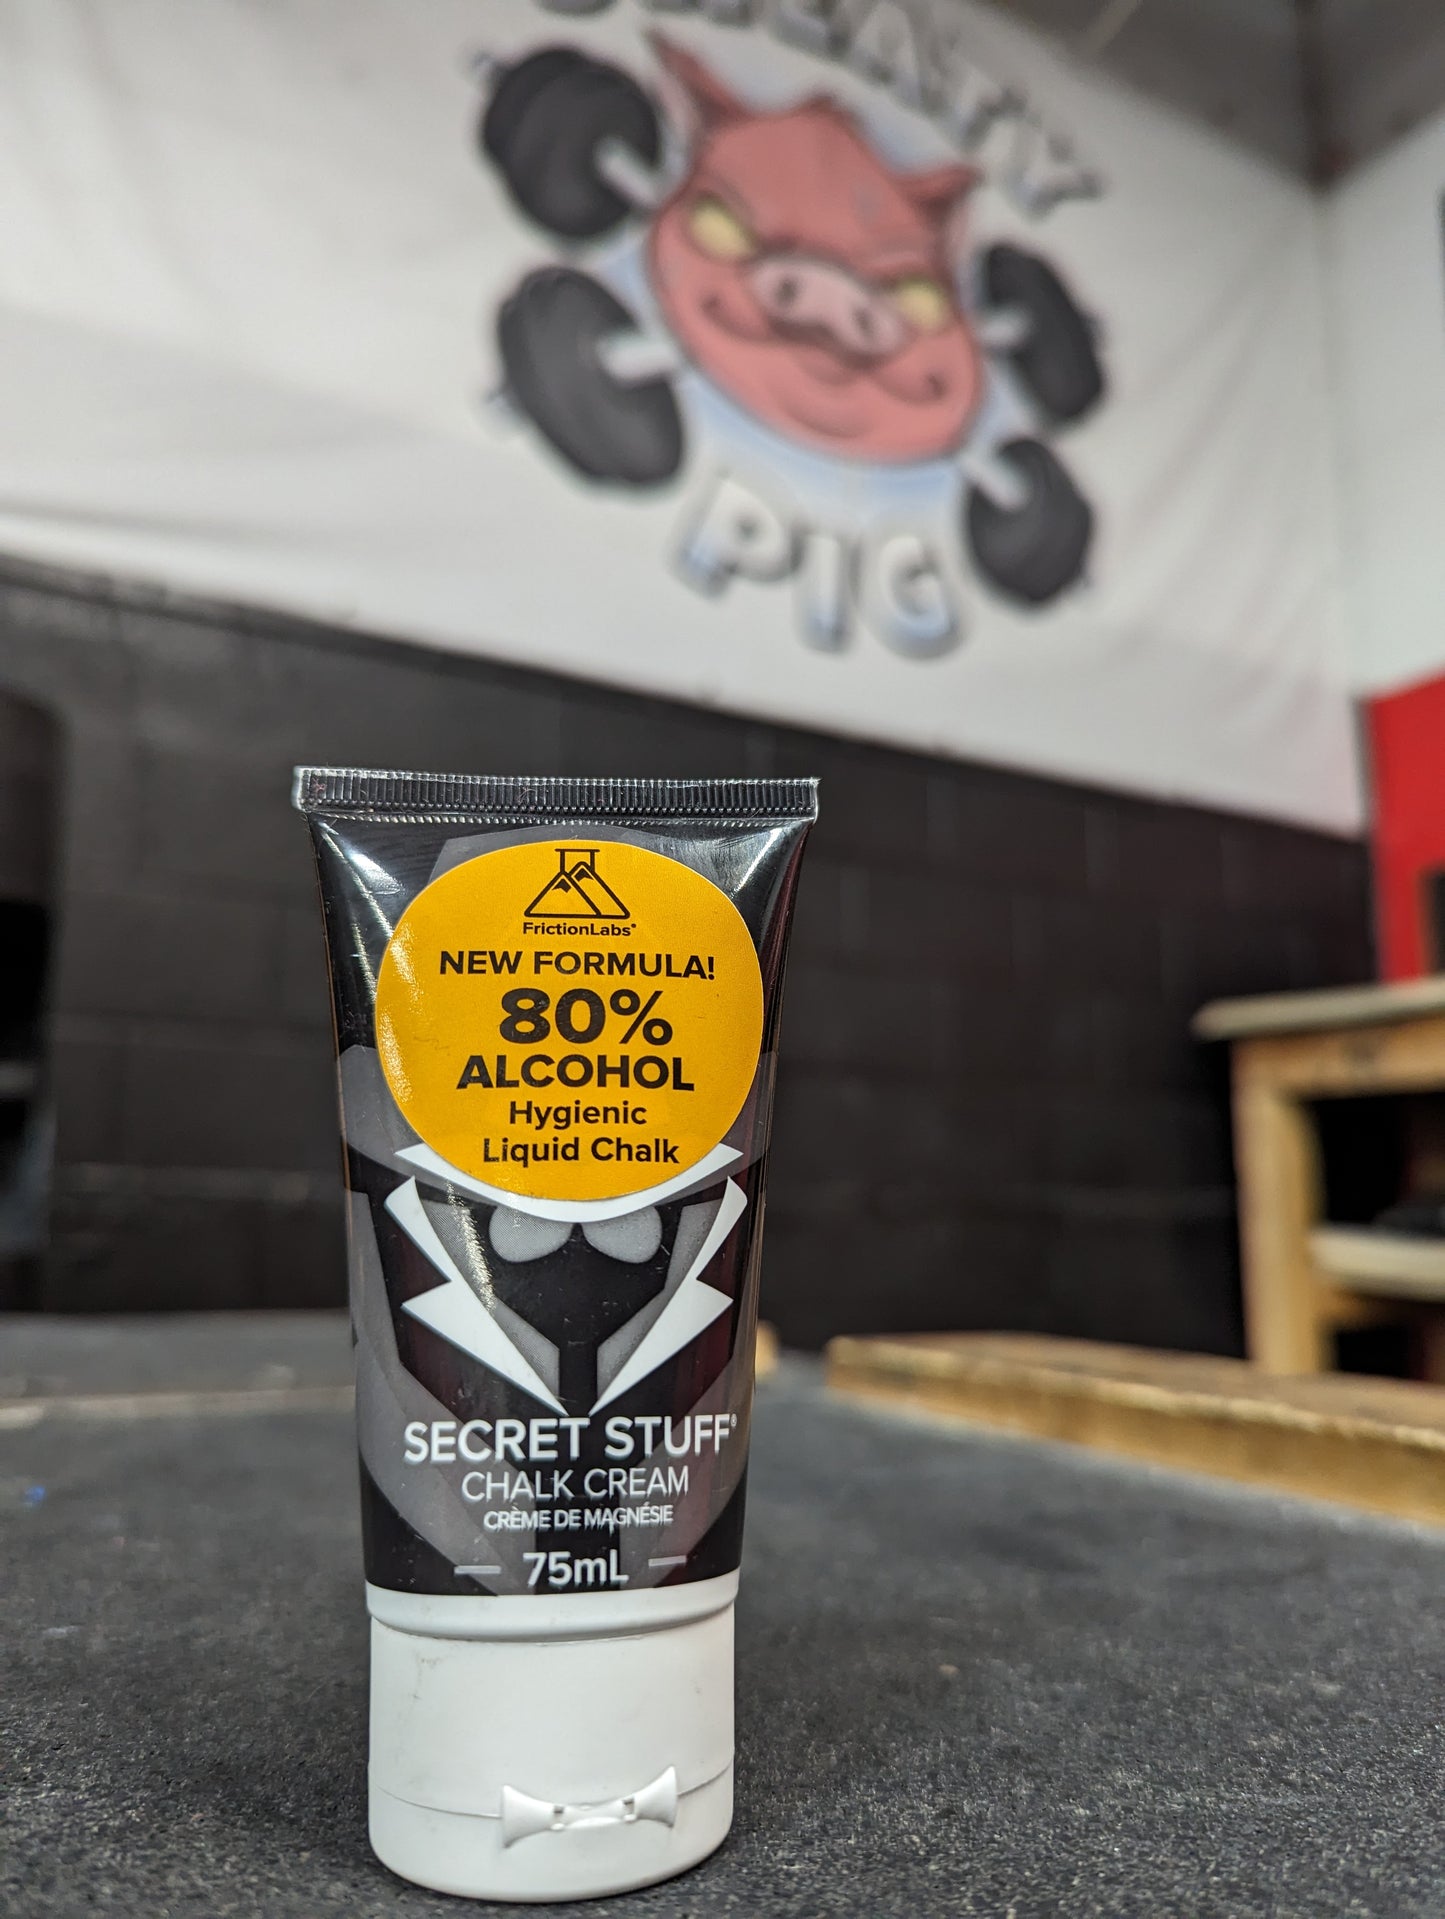 PIG
FrictionLabs®
NEW FORMULA!
80%
ALCOHOL
Hygienic
Liquid Chalk
SECRET STUFF®
CHALK CREAM
CRÈME DE MAGNÉSIE
75mL